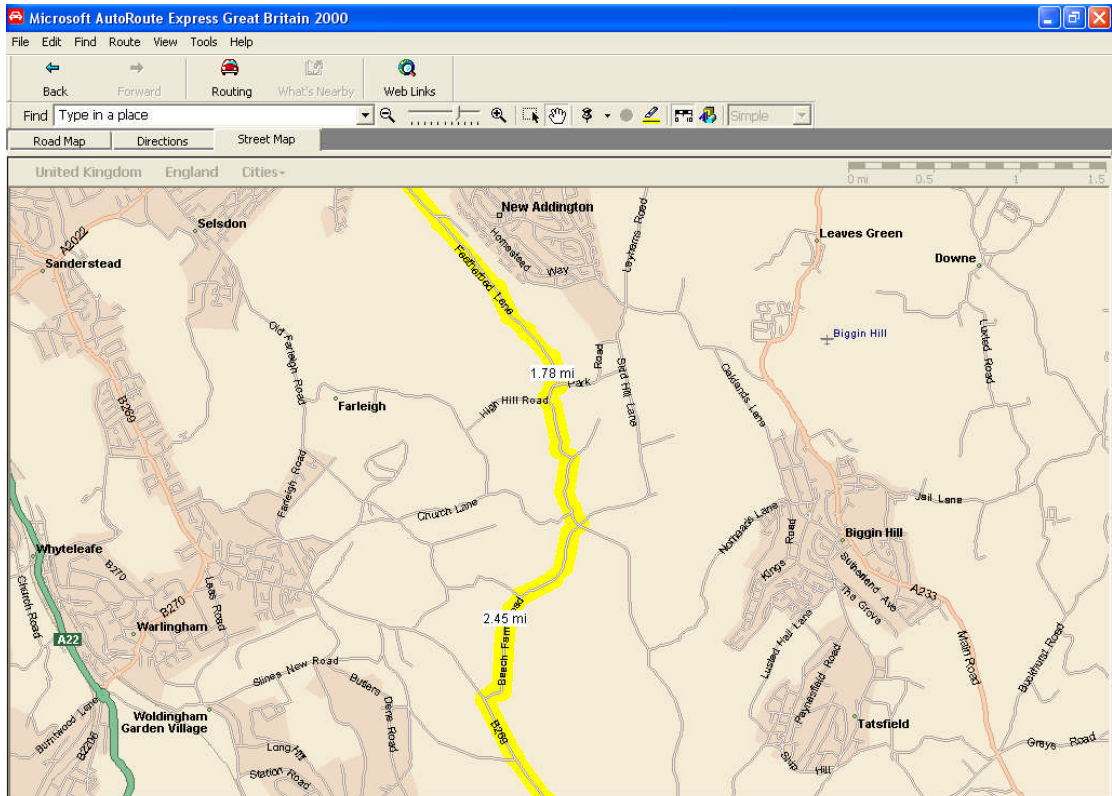 Microsoft AutoRoute Express Great Britain 2000
File Edit Find Route View Tools Help
Back Forward Routing What's Nearby Web Links
Find Type in a place Simple
Road Map Directions Street Map
United Kingdom England Cities
0 mi 0.5 1 1.5
New Addington
Selsdon
A2022
Sanderstead
Homestead Way
Layhams Road
Leaves Green
Downe
Featherbed Lane
Old Farleigh Road
Biggin Hill
Luxted Road
1.78 mi
Park Road
Skid Hill Lane
Oaklands Lane
B269
Farleigh
High Hill Road
Farleigh Road
Church Lane
Jail Lane
Norheads Lane
Kings Road
Biggin Hill
Whyteleafe
B270
Church Road
Sutherland Ave
The Grove
A233
B270
Leas Road
Warlingham
A22
2.45 mi
Beech Farm Road
Lusted Hall Lane
Main Road
Slines New Road
Butlers Dene Road
Paynesfield Road
Buckhurst Road
Woldingham
Garden Village
Tatsfield
Burntwood Lane
B2208
B269
Long Hill
Station Road
Ship Hill
Grays Road